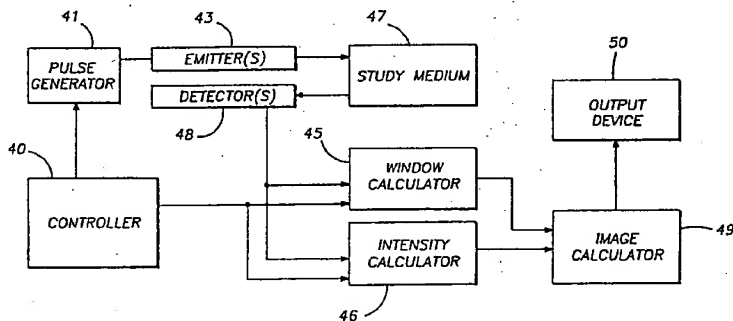 41
PULSE
GENERATOR
43
EMITTER(S)
DETECTOR(S)
48
47
STUDY MEDIUM
50
OUTPUT
DEVICE
40
CONTROLLER
45
WINDOW
CALCULATOR
INTENSITY
CALCULATOR
46
IMAGE
CALCULATOR
49